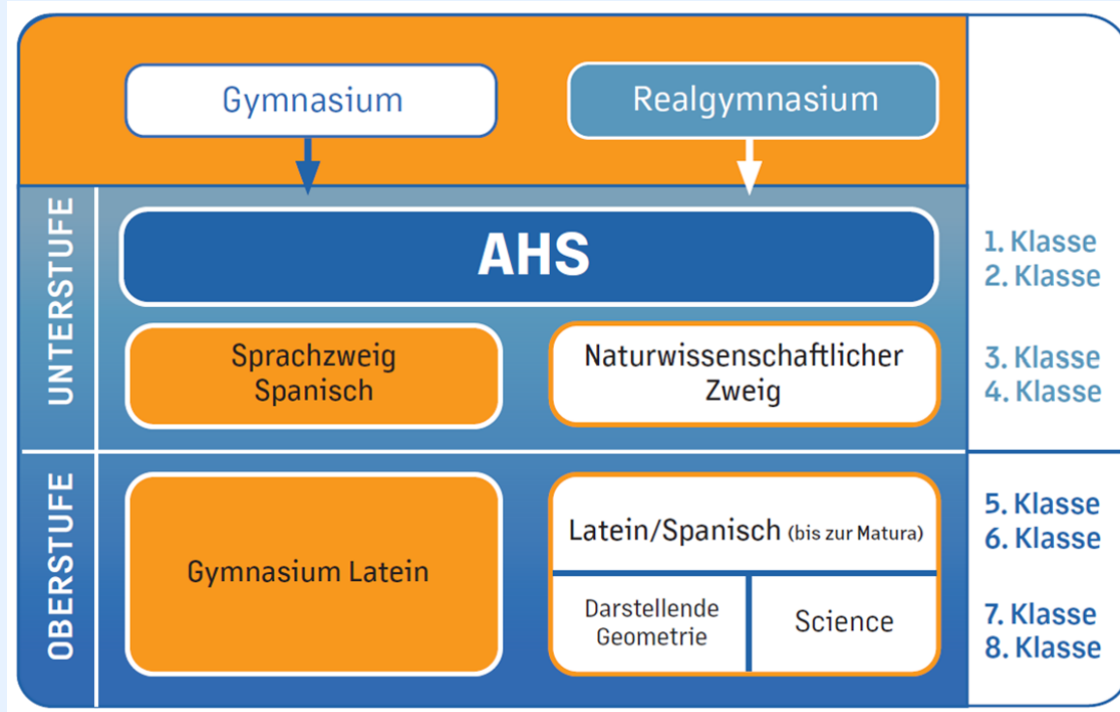 Gymnasium
Realgymnasium
UNTERSTUFE
AHS
1. Klasse
2. Klasse
Sprachzweig
Spanisch
Naturwissenschaftlicher
Zweig
3. Klasse
4. Klasse
OBERSTUFE
Gymnasium Latein
Latein/Spanisch (bis zur Matura)
5. Klasse
6. Klasse
Darstellende
Geometrie
Science
7. Klasse
8. Klasse